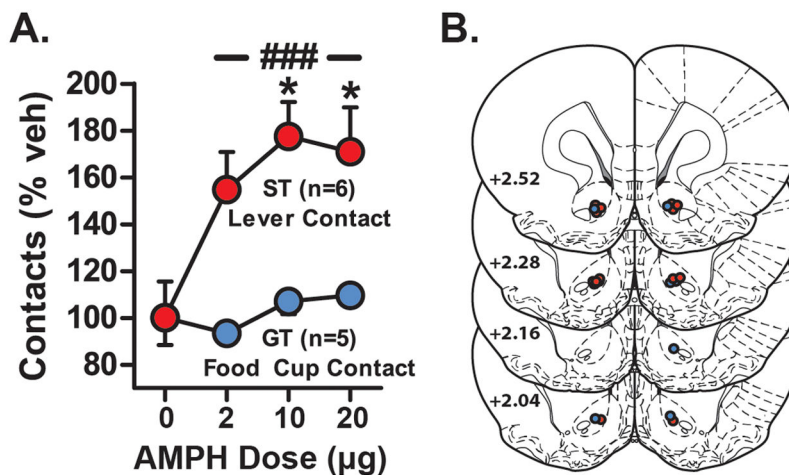 A.
B.
###
* *
200
180
160
140
120
100
80
Contacts (% veh)
ST (n=6)
Lever Contact
GT (n=5)
Food Cup Contact
0 2 10 20
AMPH Dose (µg)
+2.52
+2.28
+2.16
+2.04